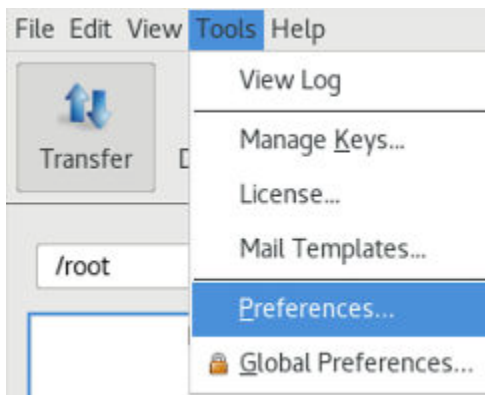 File Edit View Tools Help
View Log
Transfer
Manage Keys...
License...
Mail Templates...
/root
Preferences...
Global Preferences...